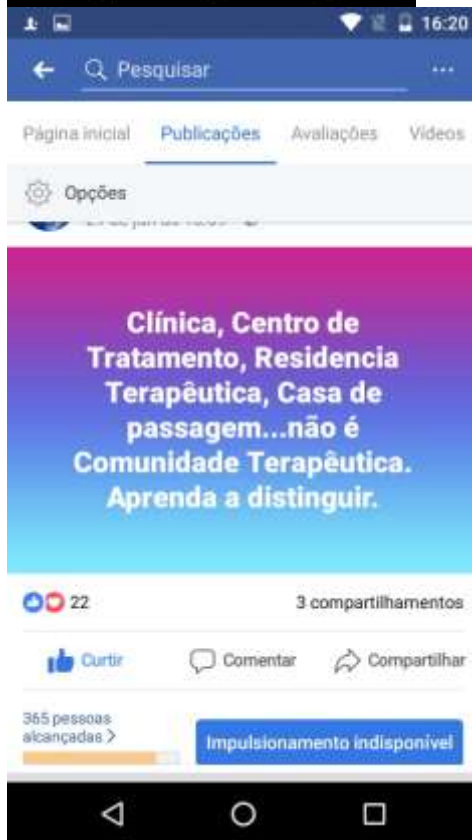 16:20
Pesquisar
Página inicial Publicações Avaliações Vídeos
Opções
Clínica, Centro de
Tratamento, Residencia
Terapêutica, Casa de
passagem...não é
Comunidade Terapêutica.
Aprenda a distinguir.
22 3 compartilhamentos
Curtir Comentar Compartilhar
365 pessoas
alcançadas >
Impulsionamento indisponível